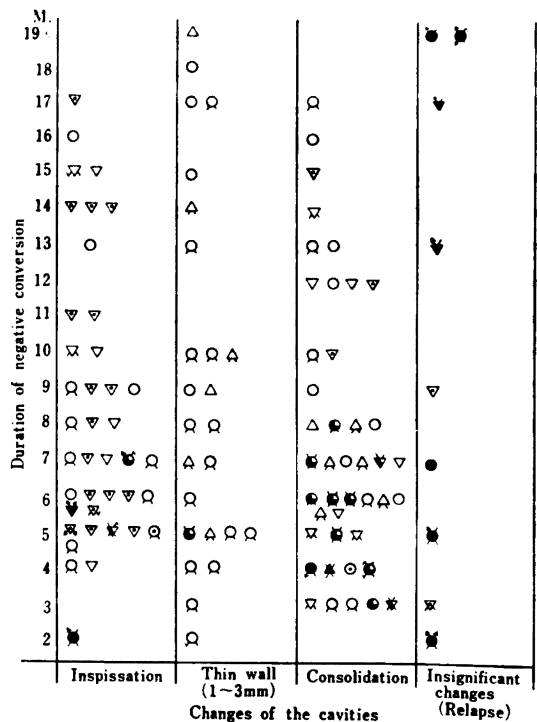 M.
19
18
17
16
15
14
13
12
11
10
9
8
7
6
5
4
3
2
Duration of negative conversion
Inspissation
Thin wall
(1~3mm)
Consolidation
Insignificant
changes
(Relapse)
Changes of the cavities